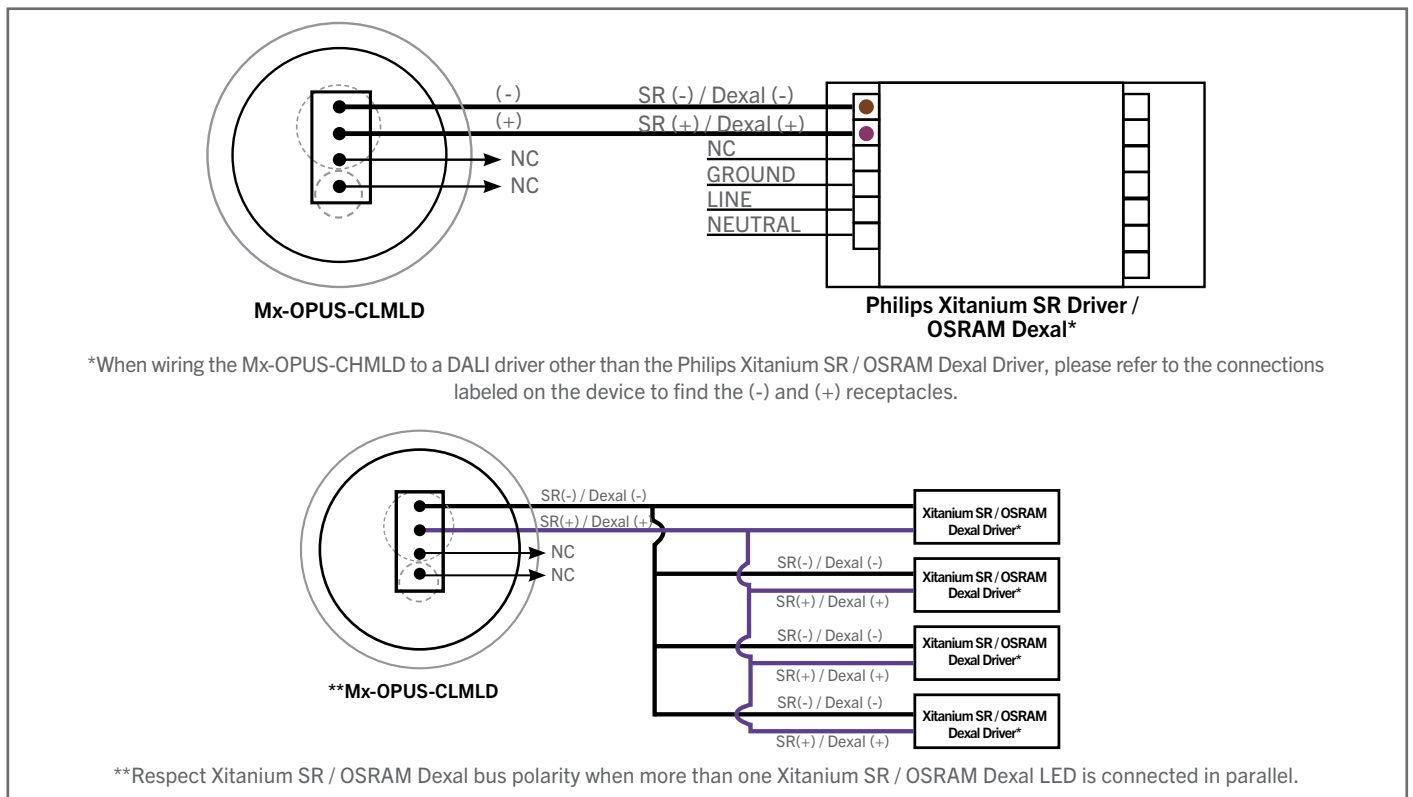 (-)
SR (-) / Dexal (-)
(+)
SR (+) / Dexal (+)
NC
NC
NC
GROUND
LINE
NEUTRAL
Mx-OPUS-CLMLD
Philips Xitanium SR Driver /
OSRAM Dexal*
*When wiring the Mx-OPUS-CHMLD to a DALI driver other than the Philips Xitanium SR / OSRAM Dexal Driver, please refer to the connections
labeled on the device to find the (-) and (+) receptacles.
SR(-) / Dexal (-)
SR(+) / Dexal (+)
NC
NC
**Mx-OPUS-CLMLD
Xitanium SR / OSRAM
Dexal Driver*
SR(-) / Dexal (-)
SR(+) / Dexal (+)
Xitanium SR / OSRAM
Dexal Driver*
SR(-) / Dexal (-)
SR(+) / Dexal (+)
Xitanium SR / OSRAM
Dexal Driver*
SR(-) / Dexal (-)
SR(+) / Dexal (+)
Xitanium SR / OSRAM
Dexal Driver*
**Respect Xitanium SR / OSRAM Dexal bus polarity when more than one Xitanium SR / OSRAM Dexal LED is connected in parallel.